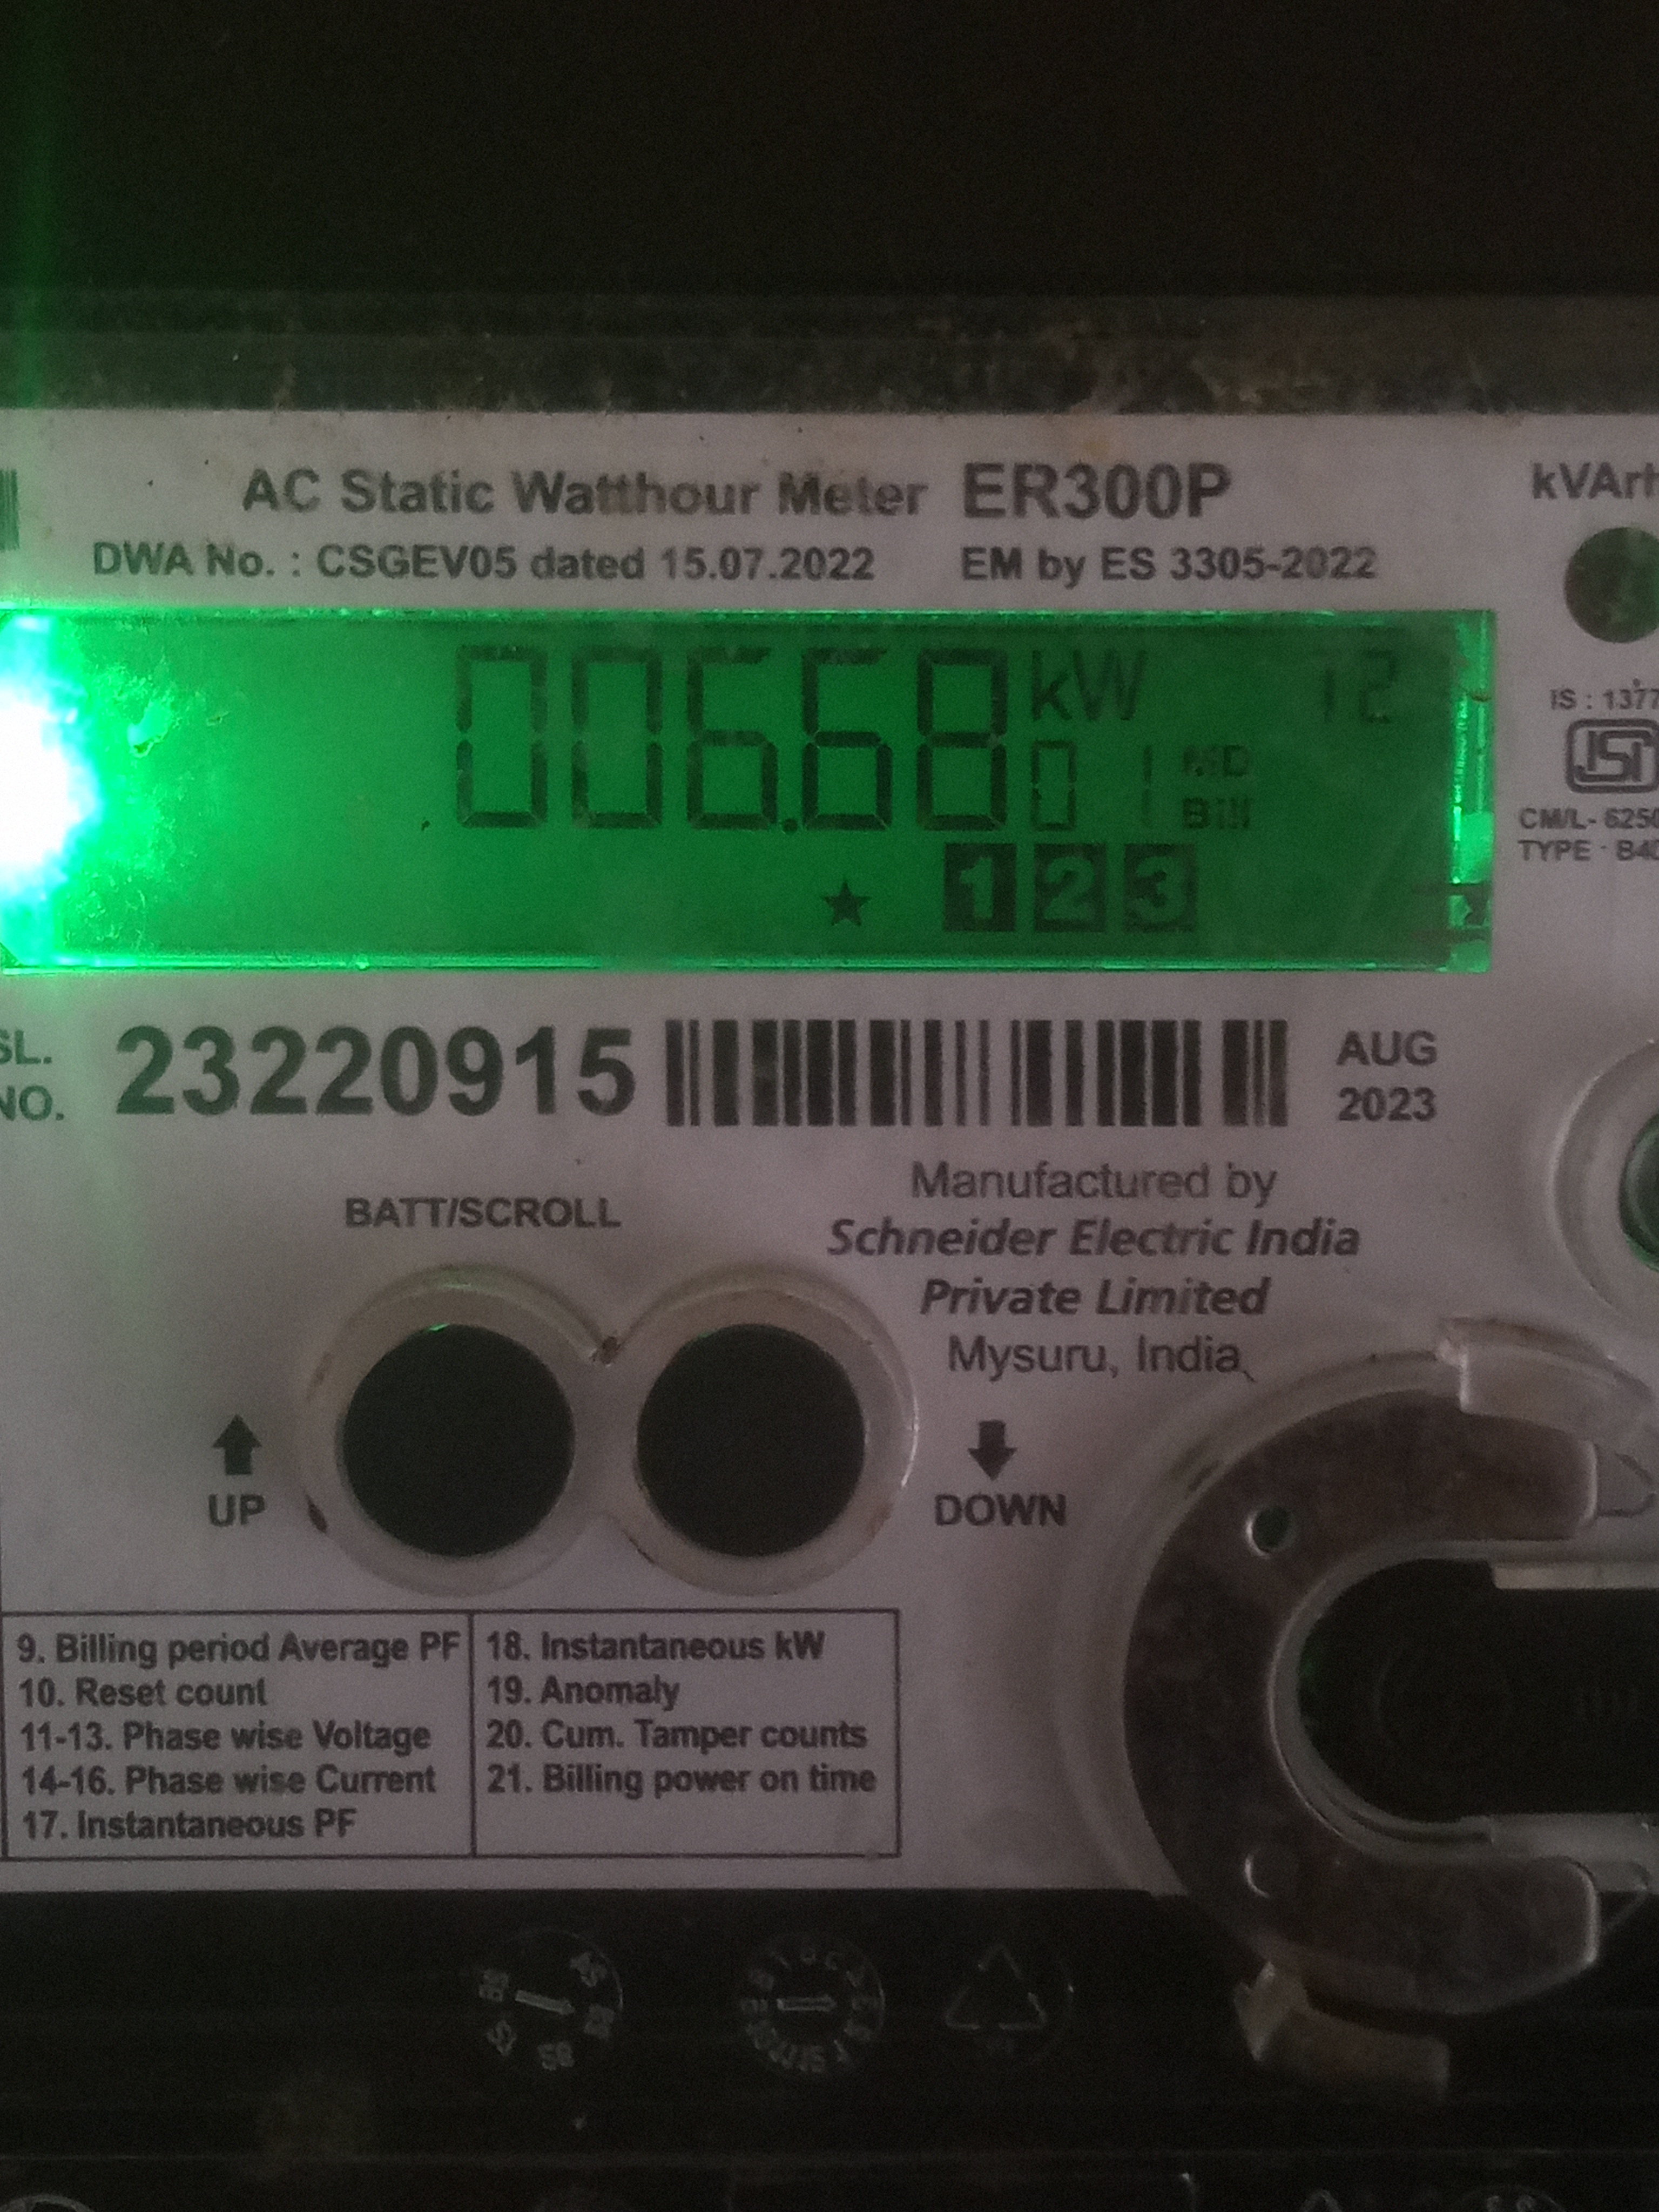 AC Static Watthour Meter ER300P
kVArh
DWA No. : CSGEV05 dated 15.07.2022 EM by ES 3305-2022
006.68 kW 12
01 MD Bill
1 2 3
IS : 1377
ISI
CM/L- 6250
TYPE B40
SL. NO. 23220915
AUG 2023
Manufactured by
Schneider Electric India
Private Limited
Mysuru, India
BATT/SCROLL
UP
DOWN
9. Billing period Average PF
10. Reset count
11-13. Phase wise Voltage
14-16. Phase wise Current
17. Instantaneous PF
18. Instantaneous kW
19. Anomaly
20. Cum. Tamper counts
21. Billing power on time